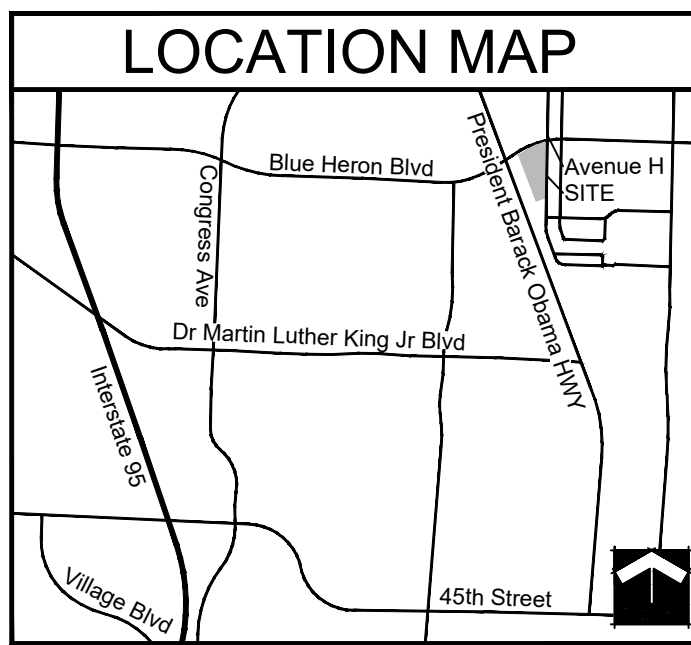 LOCATION MAP
Blue Heron Blvd
Congress Ave
President Barack Obama HWY
Avenue H
SITE
Dr Martin Luther King Jr Blvd
Interstate 95
Village Blvd
45th Street